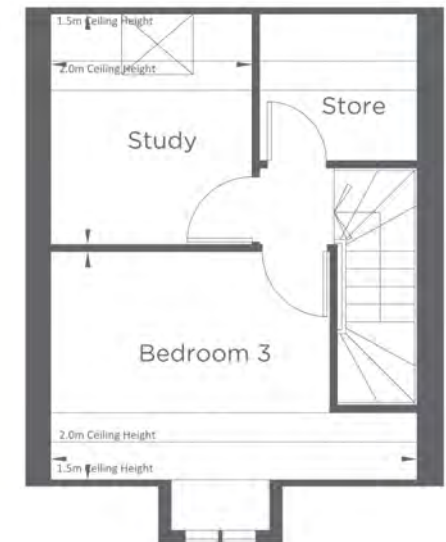 1.5m Ceiling Height
2.0m Ceiling Height
Store
Study
Bedroom 3
2.0m Ceiling Height
1.5m Ceiling Height